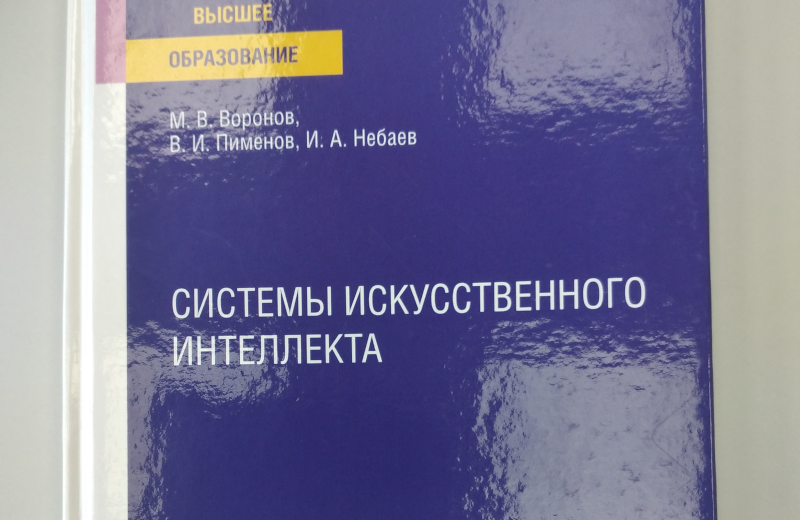 ВЫСШЕЕ
ОБРАЗОВАНИЕ
М. В. Воронов,
В. И. Пименов, И. А. Небаев
СИСТЕМЫ ИСКУССТВЕННОГО
ИНТЕЛЛЕКТА